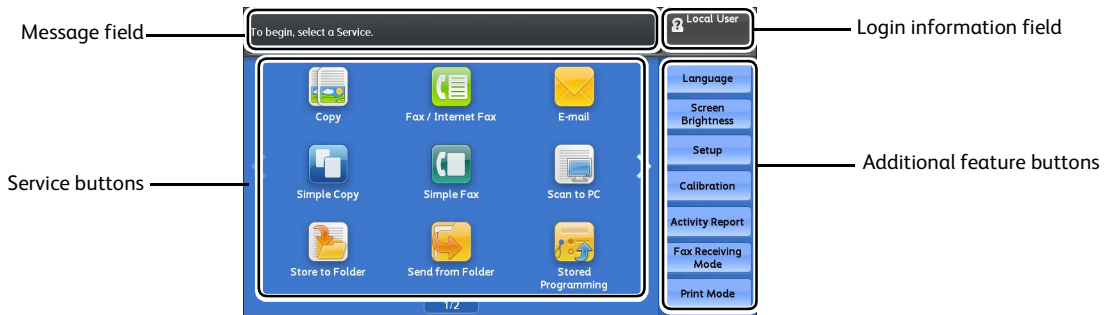 Message field
To begin, select a Service.
Local User
Login information field
Service buttons
Copy
Fax / Internet Fax
E-mail
Simple Copy
Simple Fax
Scan to PC
Store to Folder
Send from Folder
Stored
Programming
1/2
Language
Screen
Brightness
Setup
Calibration
Activity Report
Fax Receiving
Mode
Print Mode
Additional feature buttons